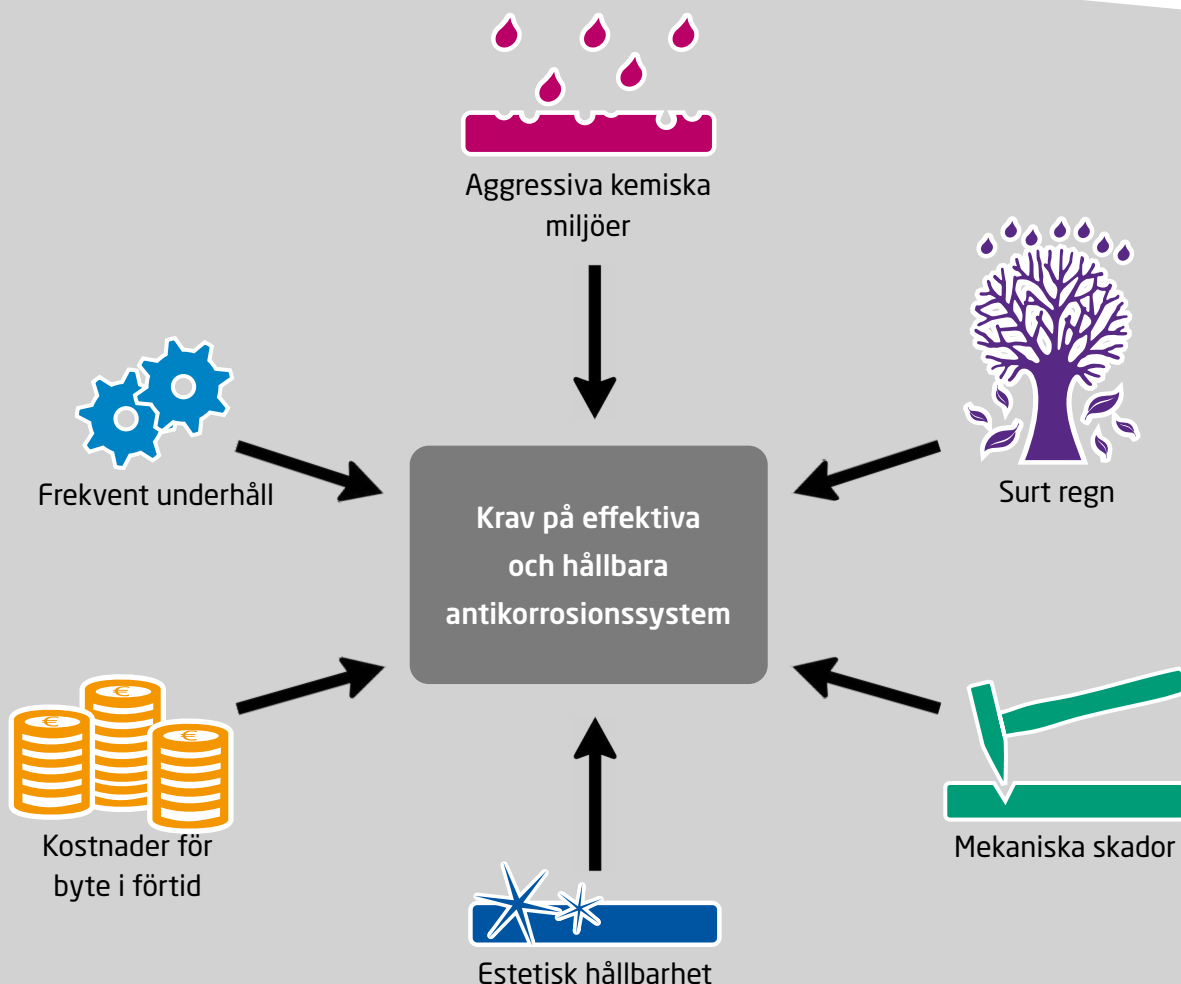 Aggressiva kemiska
miljöer
Frekvent underhåll
Surt regn
Krav på effektiva
och hållbara
antikorrosionssystem
€
€
€
Kostnader för
byte i förtid
Mekaniska skador
Estetisk hållbarhet